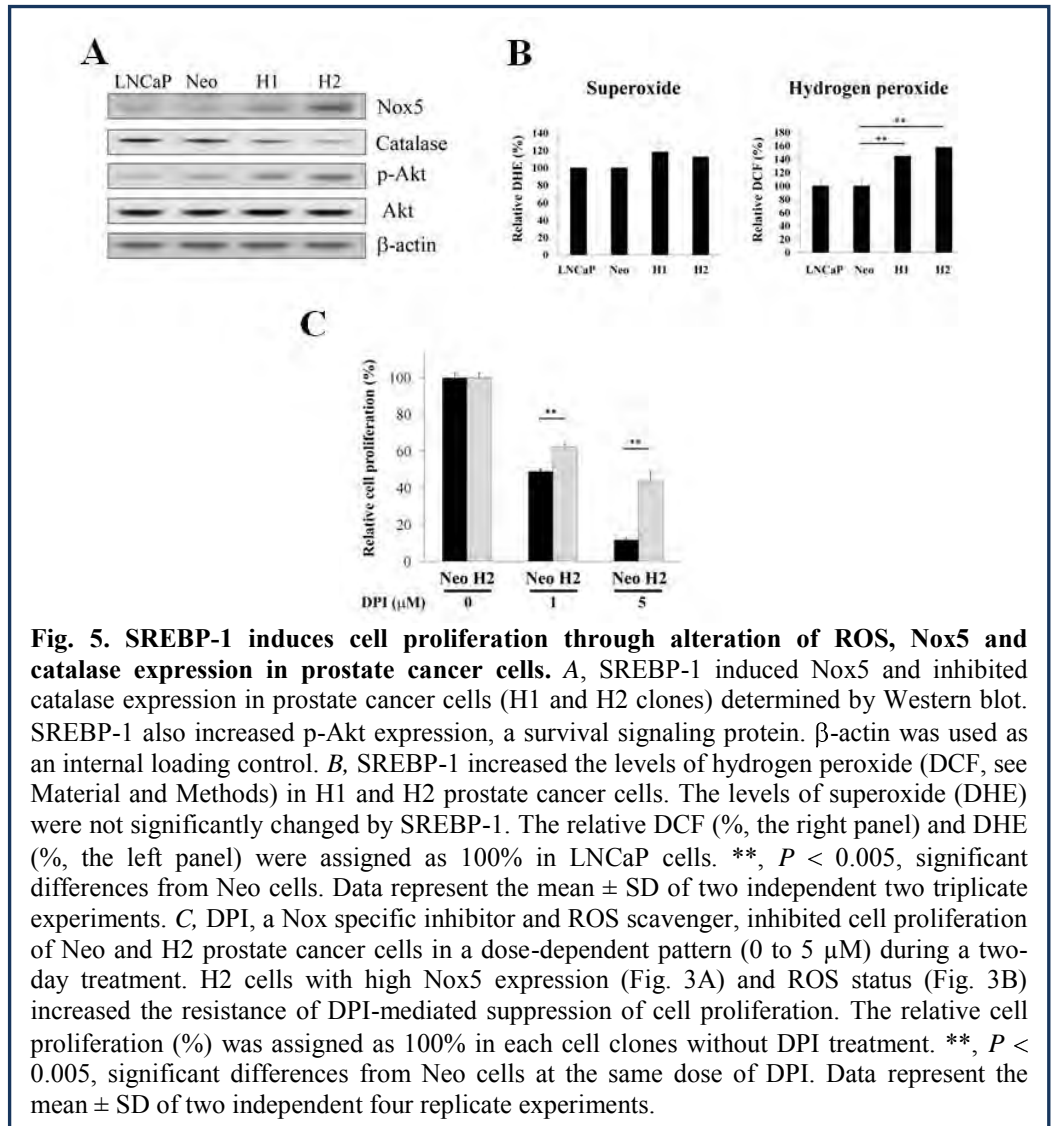 A
LNCaP Neo H1 H2
Nox5
Catalase
p-Akt
Akt
β-actin
B
Superoxide
Relative DHE (%)
140
120
100
80
60
40
20
0
LNCaP Neo H1 H2
Hydrogen peroxide
Relative DCF (%)
180
160
140
120
100
80
60
40
20
0
**
**
LNCaP Neo H1 H2
C
Relative cell proliferation (%)
100
80
60
40
20
0
**
**
Neo H2 Neo H2 Neo H2
DPI (µM) 0 1 5
Fig. 5. SREBP-1 induces cell proliferation through alteration of ROS, Nox5 and
catalase expression in prostate cancer cells. A, SREBP-1 induced Nox5 and inhibited
catalase expression in prostate cancer cells (H1 and H2 clones) determined by Western blot.
SREBP-1 also increased p-Akt expression, a survival signaling protein. β-actin was used as
an internal loading control. B, SREBP-1 increased the levels of hydrogen peroxide (DCF, see
Material and Methods) in H1 and H2 prostate cancer cells. The levels of superoxide (DHE)
were not significantly changed by SREBP-1. The relative DCF (%, the right panel) and DHE
(%, the left panel) were assigned as 100% in LNCaP cells. **, P < 0.005, significant
differences from Neo cells. Data represent the mean ± SD of two independent two triplicate
experiments. C, DPI, a Nox specific inhibitor and ROS scavenger, inhibited cell proliferation
of Neo and H2 prostate cancer cells in a dose-dependent pattern (0 to 5 µM) during a two-
day treatment. H2 cells with high Nox5 expression (Fig. 3A) and ROS status (Fig. 3B)
increased the resistance of DPI-mediated suppression of cell proliferation. The relative cell
proliferation (%) was assigned as 100% in each cell clones without DPI treatment. **, P <
0.005, significant differences from Neo cells at the same dose of DPI. Data represent the
mean ± SD of two independent four replicate experiments.